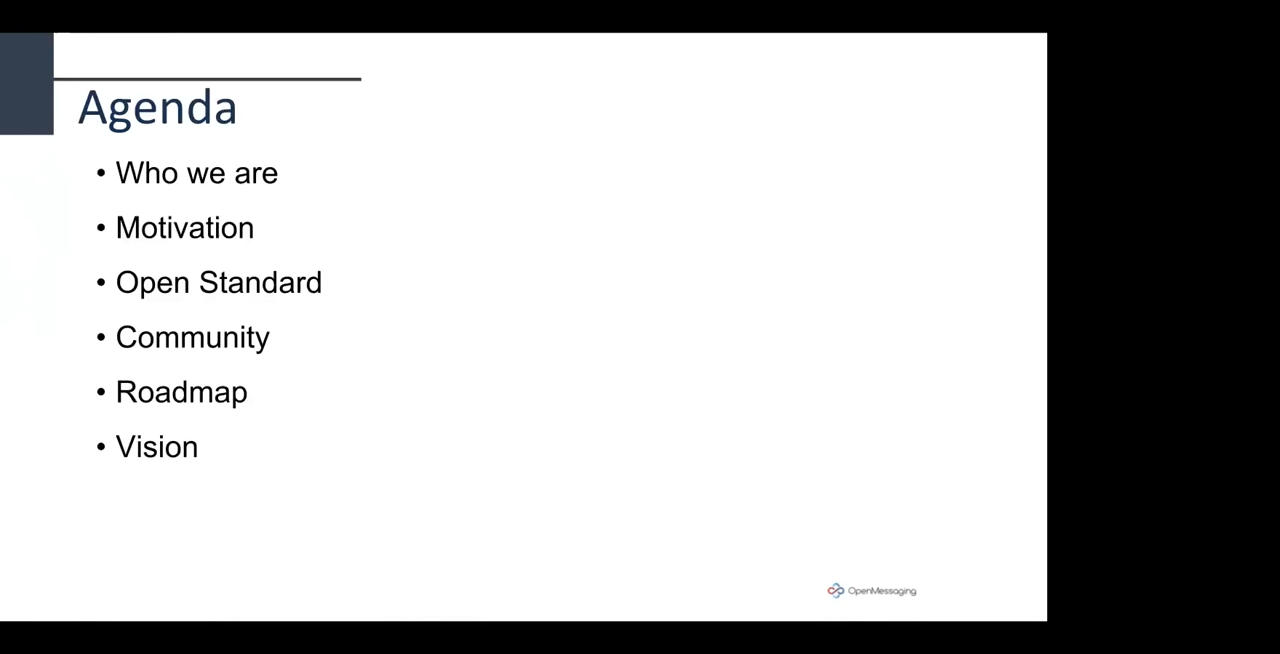 Agenda
• Who we are
• Motivation
• Open Standard
• Community
• Roadmap
• Vision
OpenMessaging